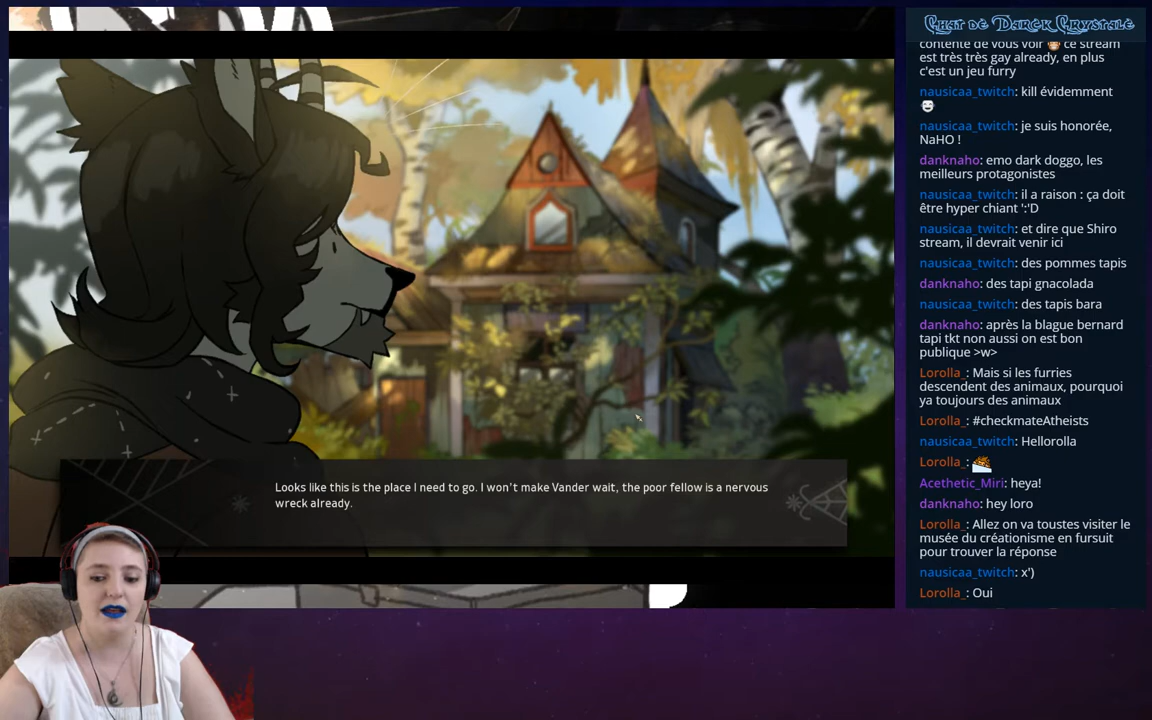 Looks like this is the place I need to go. I won't make Vander wait, the poor fellow is a nervous
wreck already.
Chat de Darck Crystale
contente de vous voir 🐵 ce stream
est très très gay already, en plus
c'est un jeu furry
nausicaa_twitch: kill évidemment
nausicaa_twitch: je suis honorée,
NaHO !
danknaho: emo dark doggo, les
meilleurs protagonistes
nausicaa_twitch: il a raison : ça doit
être hyper chiant ':'D
nausicaa_twitch: et dire que Shiro
stream, il devrait venir ici
nausicaa_twitch: des pommes tapis
danknaho: des tapi gnacolada
nausicaa_twitch: des tapis bara
danknaho: après la blague bernard
tapi tkt non aussi on est bon
publique >w>
Lorolla_: Mais si les furries
descendent des animaux, pourquoi
ya toujours des animaux
Lorolla_: #checkmateAtheists
nausicaa_twitch: Hellorolla
Lorolla_:
Acethetic_Miri: heya!
danknaho: hey loro
Lorolla_: Allez on va toustes visiter le
musée du créationisme en fursuit
pour trouver la réponse
nausicaa_twitch: x')
Lorolla_: Oui